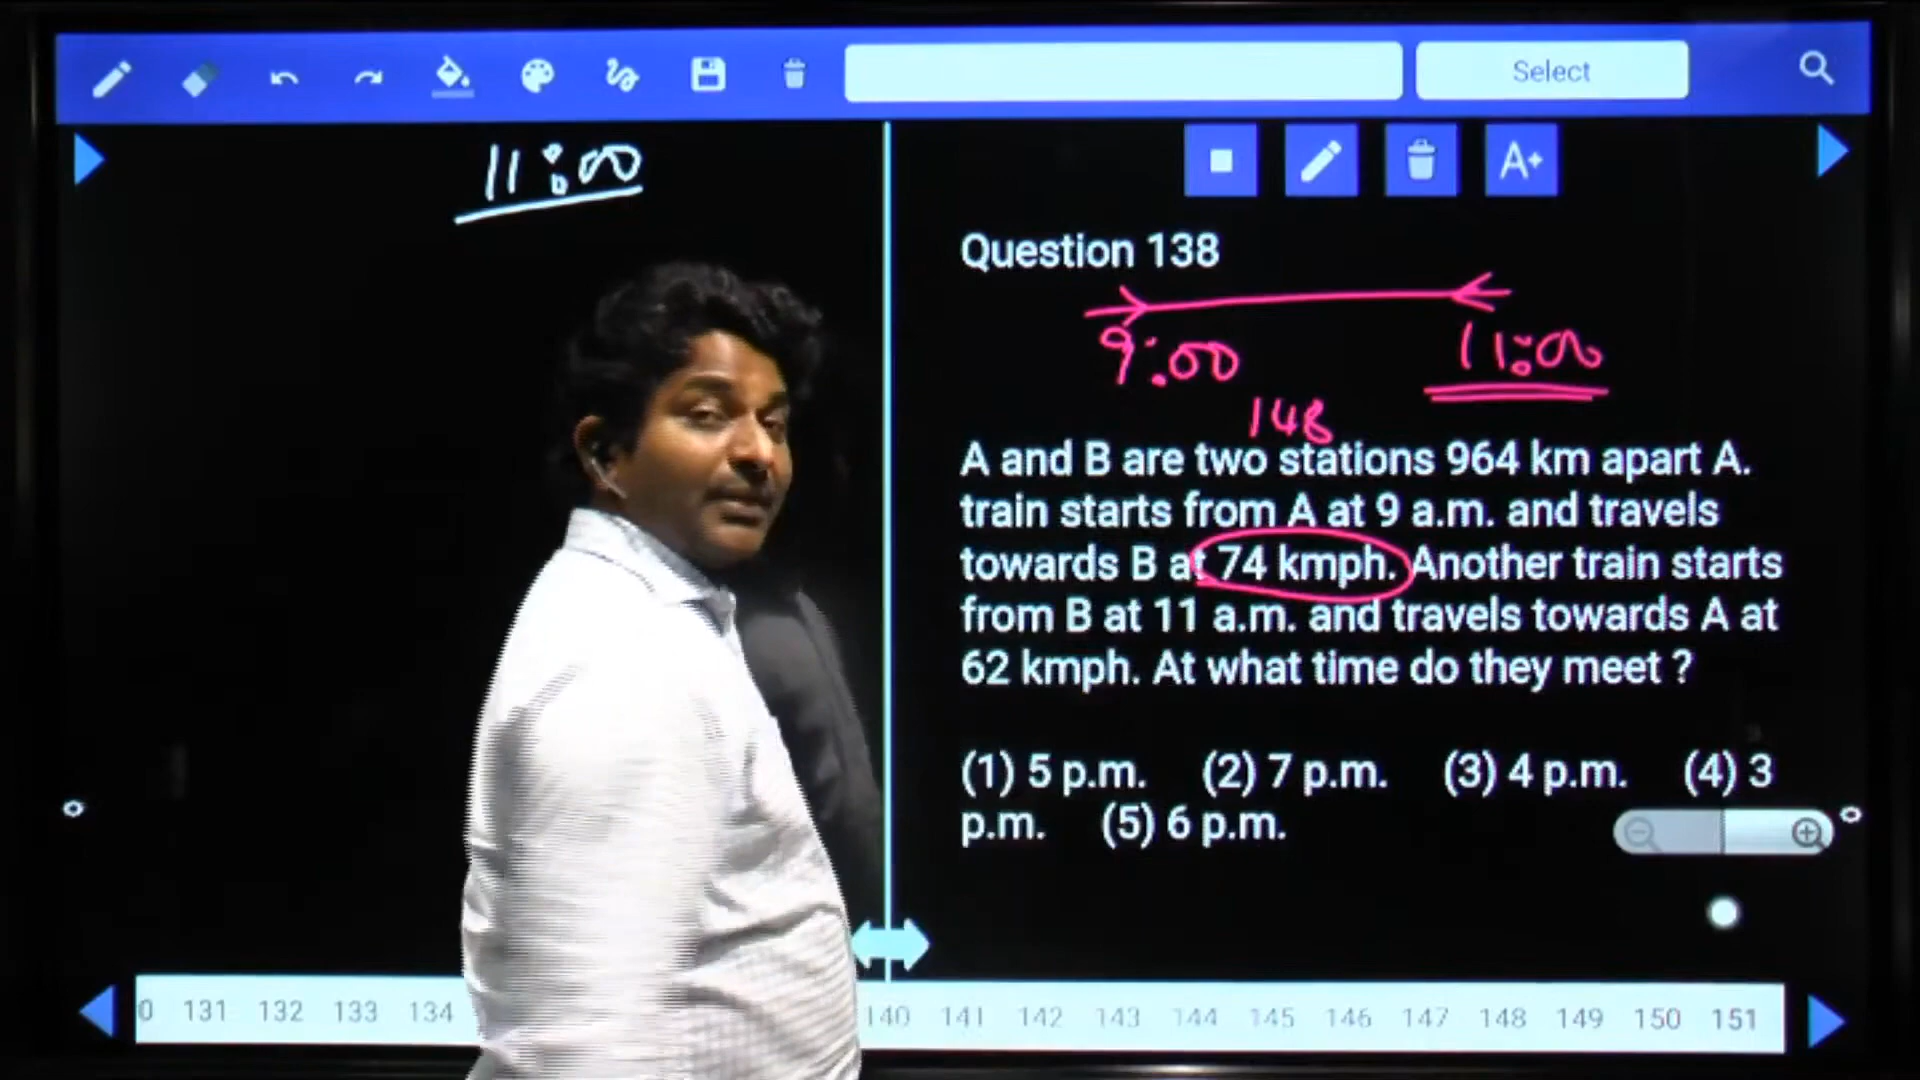 Select
11:00
A+
Question 138
9:00
11:00
148
A and B are two stations 964 km apart A.
train starts from A at 9 a.m. and travels
towards B at 74 kmph. Another train starts
from B at 11 a.m. and travels towards A at
62 kmph. At what time do they meet ?
(1) 5 p.m. (2) 7 p.m. (3) 4 p.m. (4) 3
p.m. (5) 6 p.m.
0 131 132 133 134 140 141 142 143 144 145 146 147 148 149 150 151